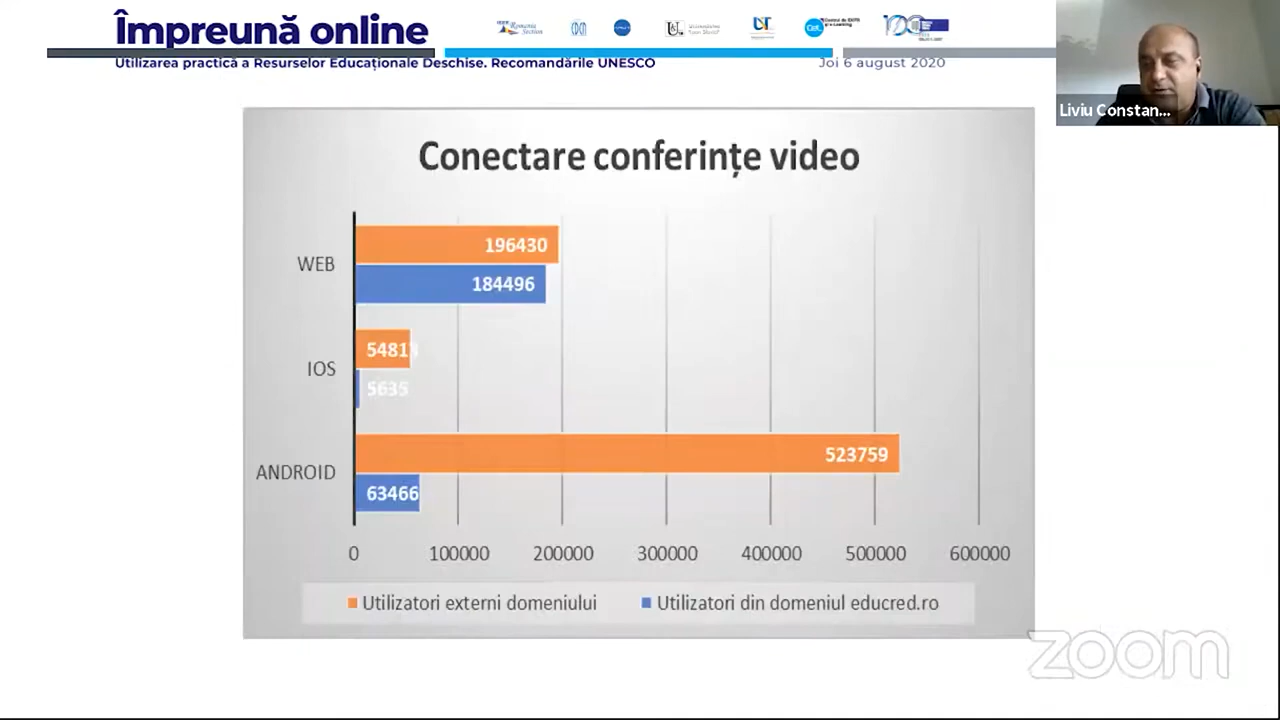 Împreună online
Utilizarea practică a Resurselor Educaționale Deschise. Recomandările UNESCO
Joi 6 august 2020
Liviu Constan...
Conectare conferințe video
WEB
196430
184496
IOS
5635
ANDROID
523759
63466
0 100000 200000 300000 400000 500000 600000
Utilizatori externi domeniului Utilizatori din domeniul educred.ro
zoom